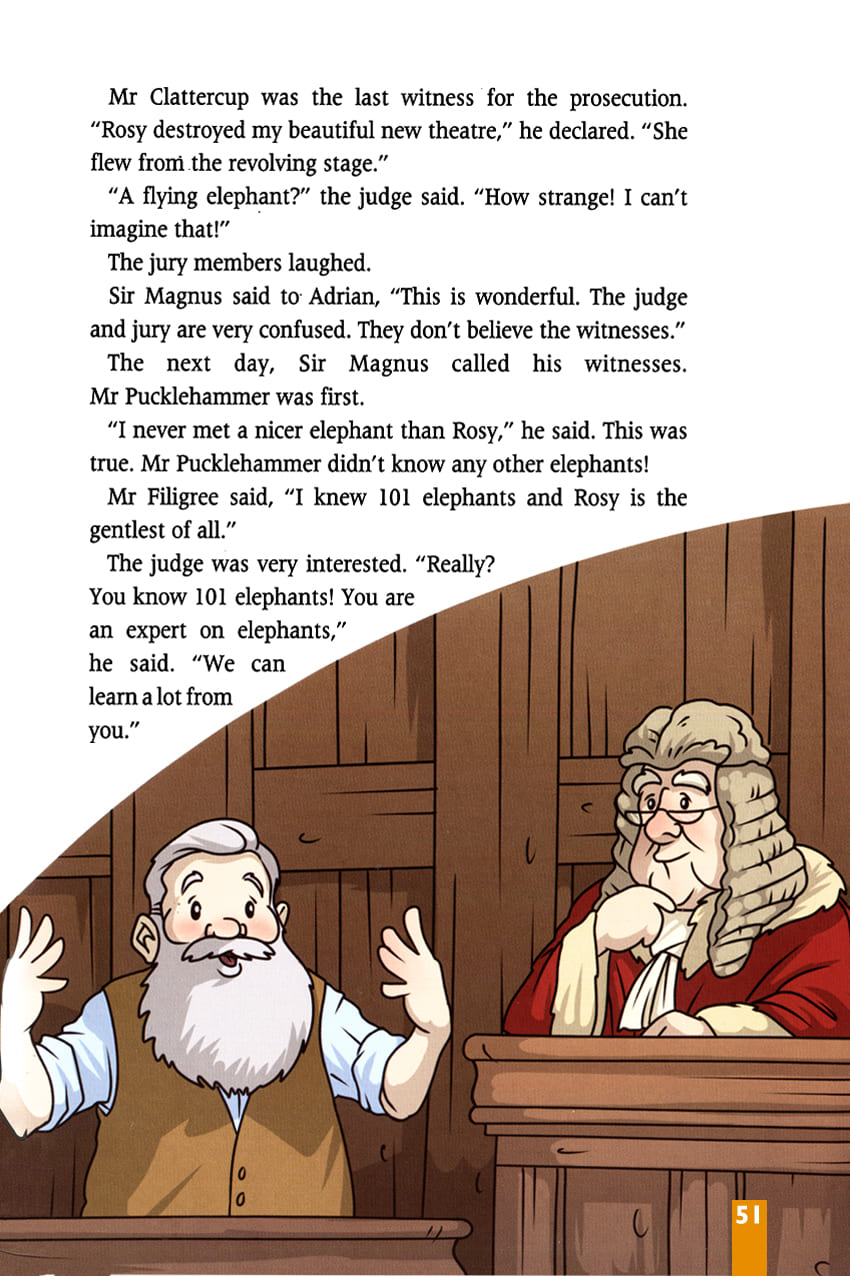 Mr Clattercup was the last witness for the prosecution.
“Rosy destroyed my beautiful new theatre,” he declared. “She
flew from the revolving stage.”
“A flying elephant?” the judge said. “How strange! I can’t
imagine that!”
The jury members laughed.
Sir Magnus said to Adrian, “This is wonderful. The judge
and jury are very confused. They don’t believe the witnesses.”
The next day, Sir Magnus called his witnesses.
Mr Pucklehammer was first.
“I never met a nicer elephant than Rosy,” he said. This was
true. Mr Pucklehammer didn’t know any other elephants!
Mr Filigree said, “I knew 101 elephants and Rosy is the
gentlest of all.”
The judge was very interested. “Really?
You know 101 elephants! You are
an expert on elephants,”
he said. “We can
learn a lot from
you.”
51